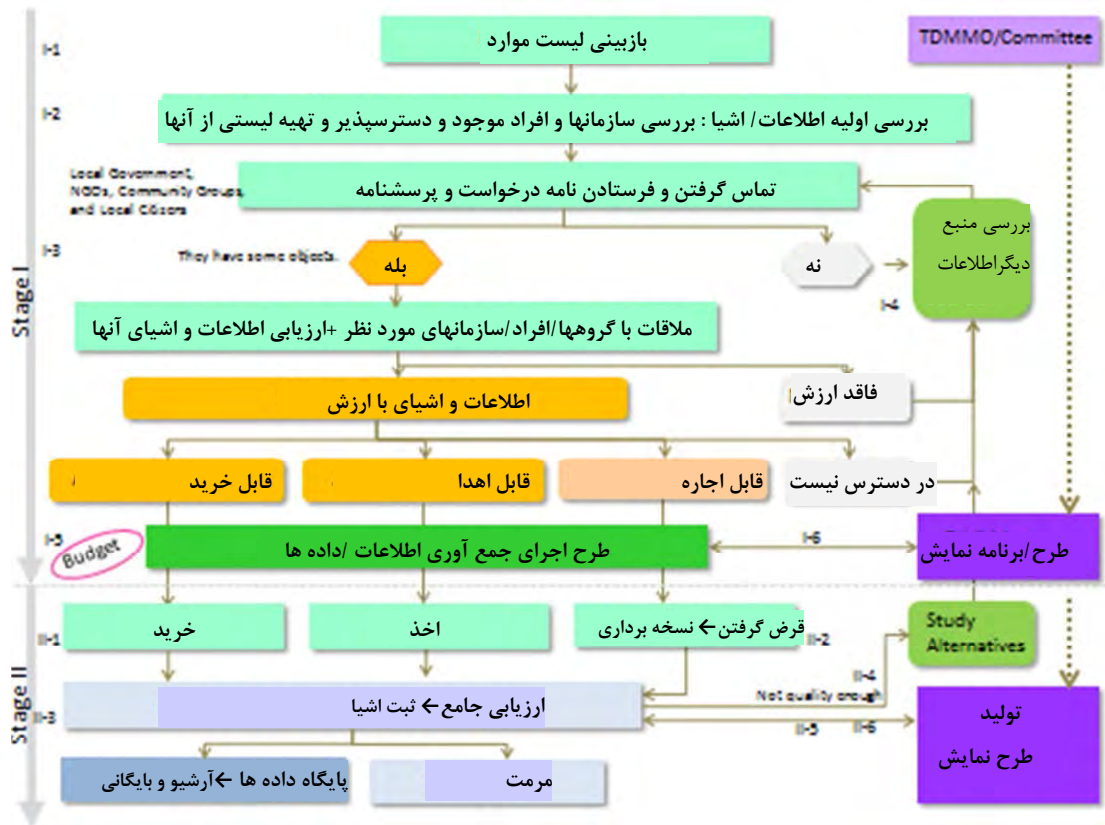 بازبینی لیست موارد
TDMMO/Committee
I-1
I-2
بررسی اولیه اطلاعات/ اشیا : بررسی سازمانها و افراد موجود و دسترسپذیر و تهیه لیستی از آنها
Local Government,
NGOs, Community Groups,
and Local Citizens
تماس گرفتن و فرستادن نامه درخواست و پرسشنامه
بررسی منبع
دیگراطلاعات
I-3
They have some objects.
بله
نه
I-4
Stage I
ملاقات با گروهها/افراد/سازمانهای مورد نظر +ارزیابی اطلاعات و اشیای آنها
اطلاعات و اشیای با ارزش
فاقد ارزش
قابل خرید
قابل اهدا
قابل اجاره
در دسترس نیست
I-5
Budget
طرح اجرای جمع آوری اطلاعات /داده ها
I-6
طرح/برنامه نمایش
II-1
خرید
اخذ
قرض گرفتن← نسخه برداری
II-2
Study
Alternatives
II-4
Not quality enough
Stage II
II-3
ارزیابی جامع← ثبت اشیا
II-5
II-6
تولید
طرح نمایش
پایگاه داده ها ←آرشیو و بایگانی
مرمت